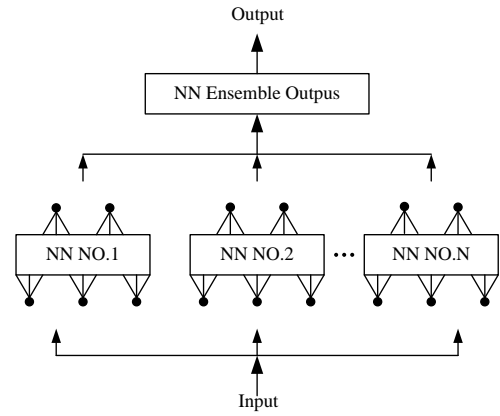 Output
NN Ensemble Outpus
NN NO.1
NN NO.2
...
NN NO.N
Input